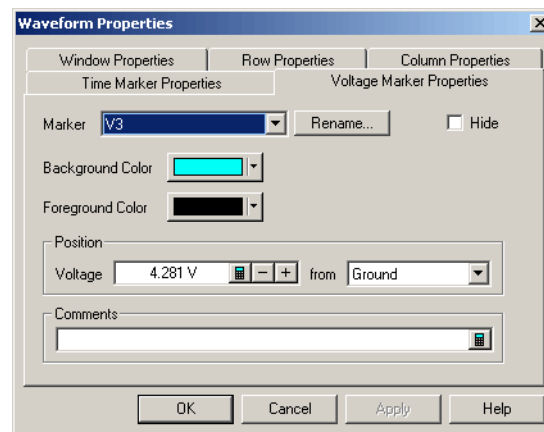 Waveform Properties
Window Properties
Row Properties
Column Properties
Time Marker Properties
Voltage Marker Properties
Marker
V3
Rename...
Hide
Background Color
Foreground Color
Position
Voltage
4.281 V
from
Ground
Comments
OK
Cancel
Apply
Help